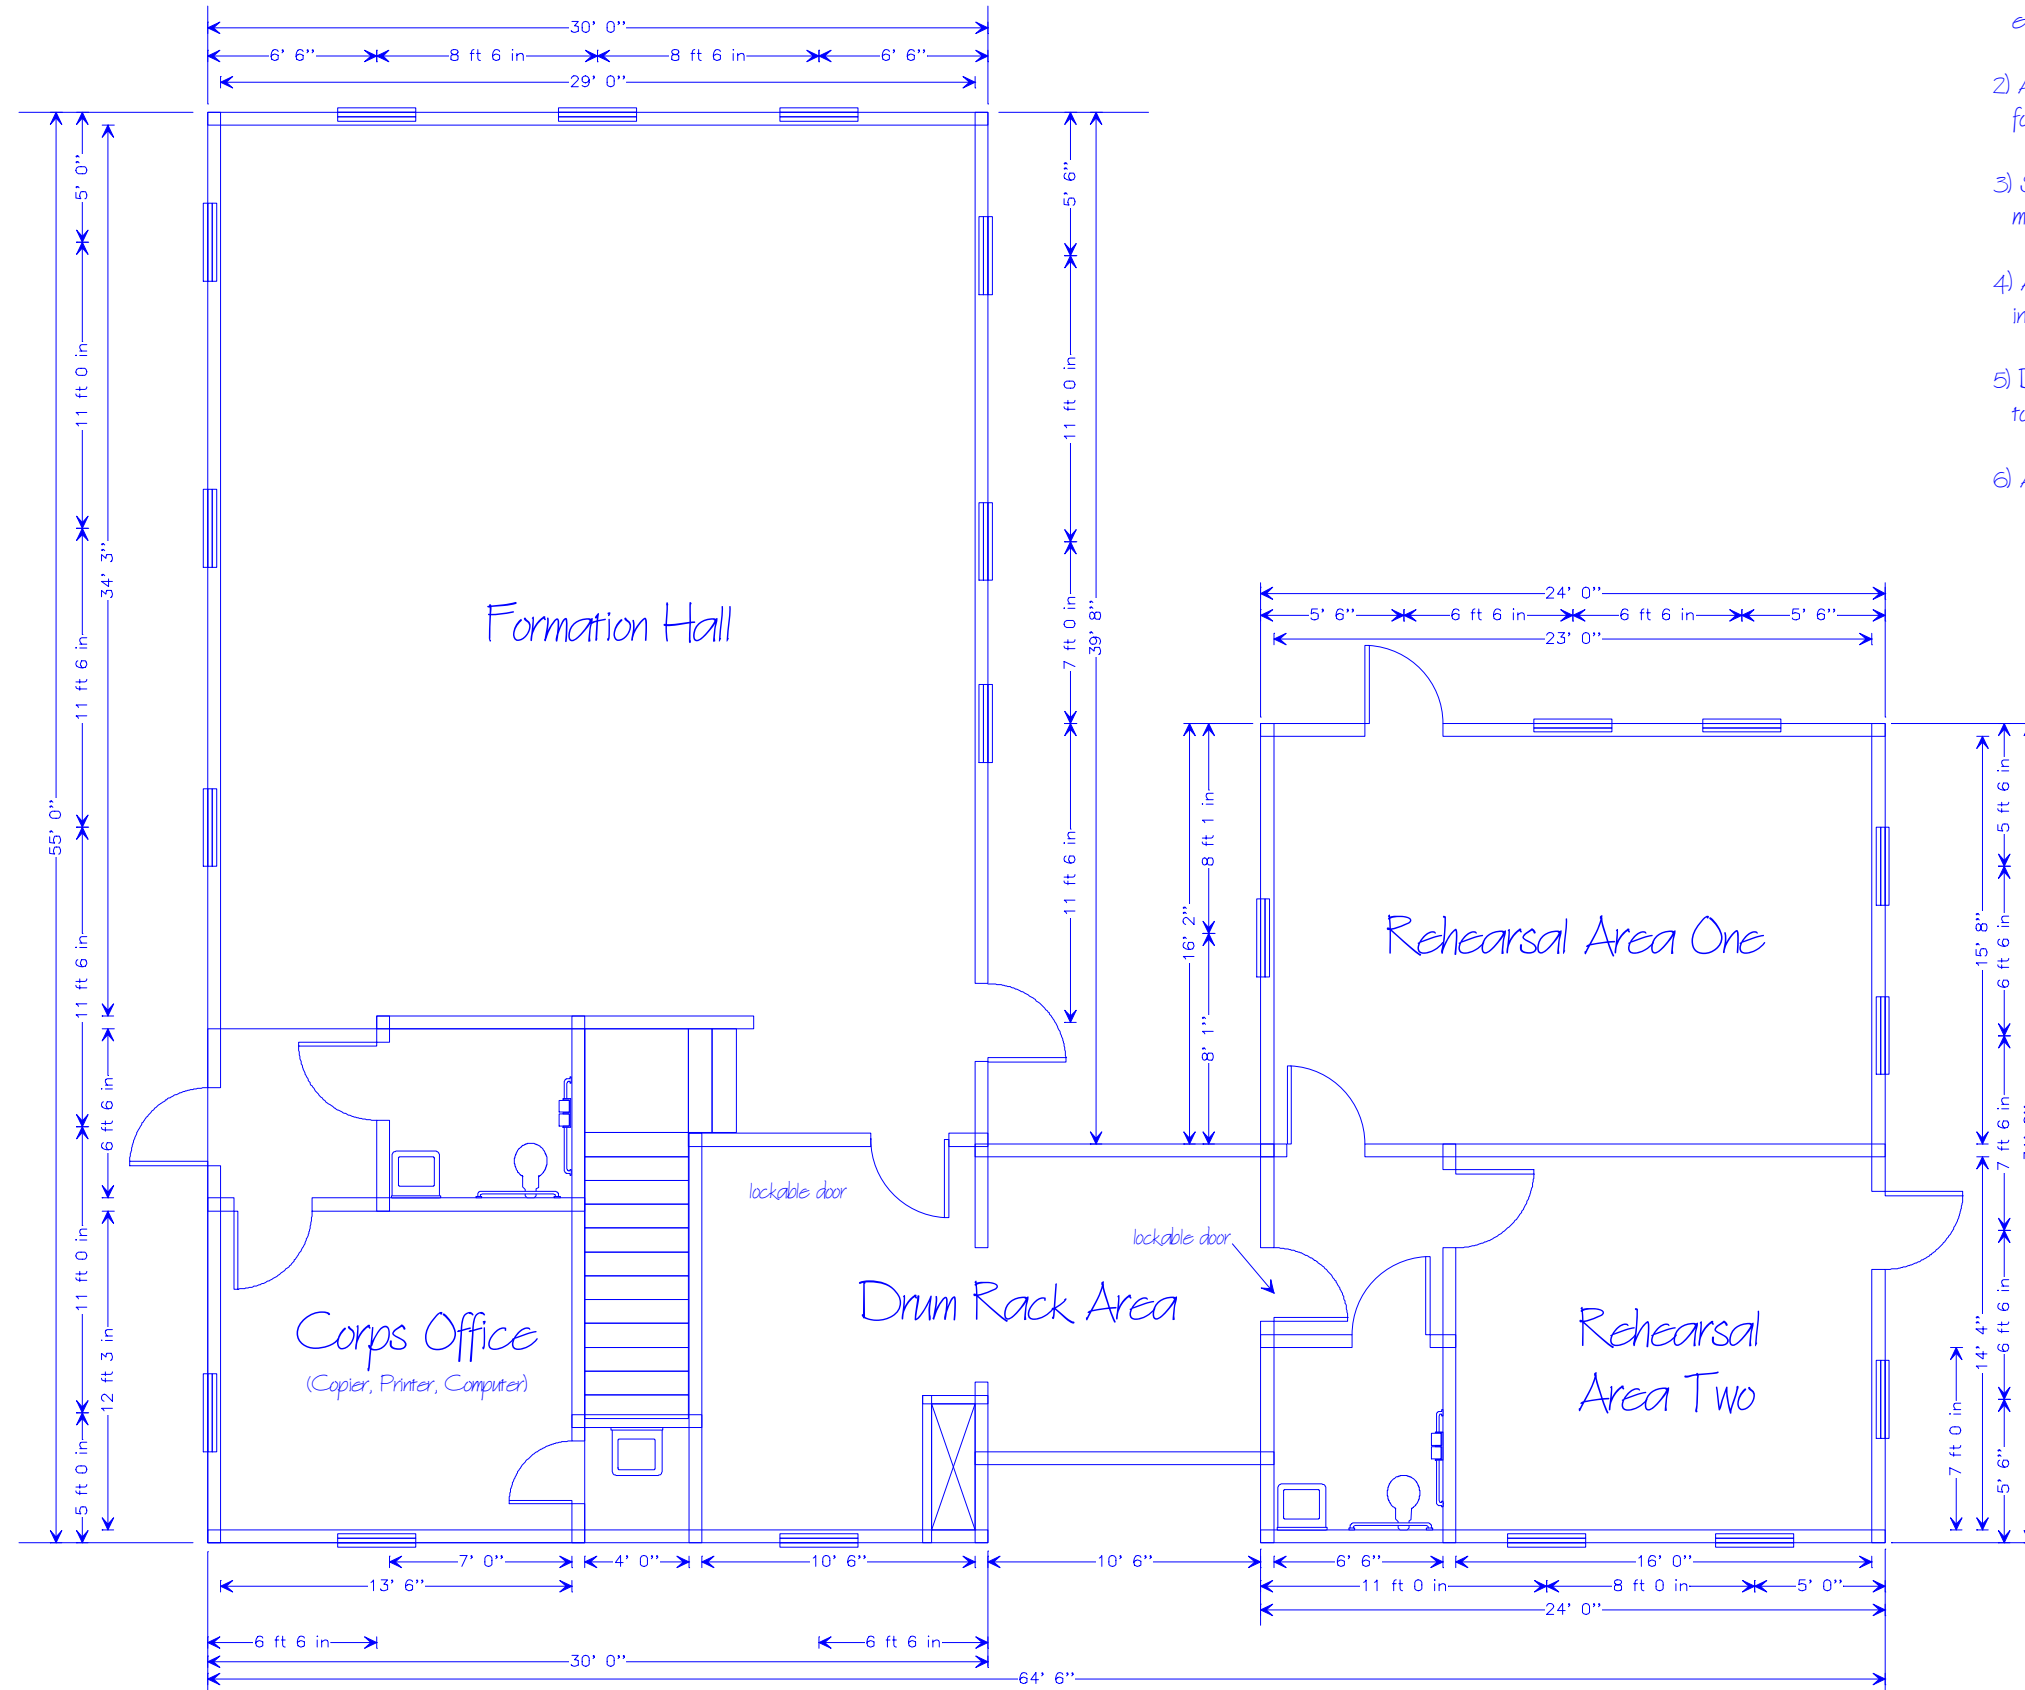 30' 0"
6' 6" 8 ft 6 in 8 ft 6 in 6' 6"
29' 0"
2)
3)
4)
5)
6)
5' 0"
11 ft 0 in
11 ft 6 in
11 ft 6 in
11 ft 0 in
5 ft 0 in
55' 0"
34' 3"
6 ft 6 in
12 ft 3 in
5' 6"
11 ft 0 in
7 ft 0 in
11 ft 6 in
39' 8"
Formation Hall
24' 0"
5' 6" 6 ft 6 in 6 ft 6 in 5' 6"
23' 0"
16' 2"
8 ft 1 in
8' 1"
Rehearsal Area One
15' 8"
14' 4"
5 ft 6 in
6 ft 6 in
7 ft 6 in
6 ft 6 in
5' 6"
7 ft 0 in
lockable door
lockable door
Drum Rack Area
Corps Office
(Copier, Printer, Computer)
Rehearsal
Area Two
7' 0" 4' 0" 10' 6" 10' 6" 6' 6" 16' 0"
13' 6" 11 ft 0 in 8 ft 0 in 5' 0"
24' 0"
6 ft 6 in 6 ft 6 in
30' 0"
64' 6"